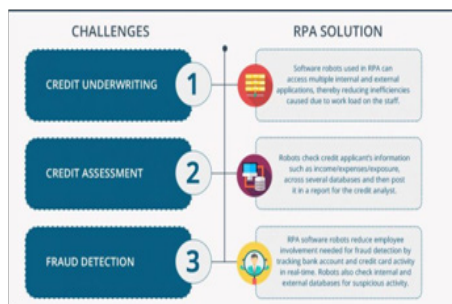 CHALLENGES
RPA SOLUTION
CREDIT UNDERWRITING
1
Software robots used in RPA can
access multiple internal and external
applications, thereby reducing inefficiencies
caused due to work load on the staff.
CREDIT ASSESSMENT
2
Robots check credit applicant's information
such as income/expenses/exposure,
across several databases and then post
it in a report for the credit analyst.
FRAUD DETECTION
3
RPA software robots reduce employee
involvement needed for fraud detection by
tracking bank account and credit card activity
in real-time. Robots also check internal and
external databases for suspicious activity.